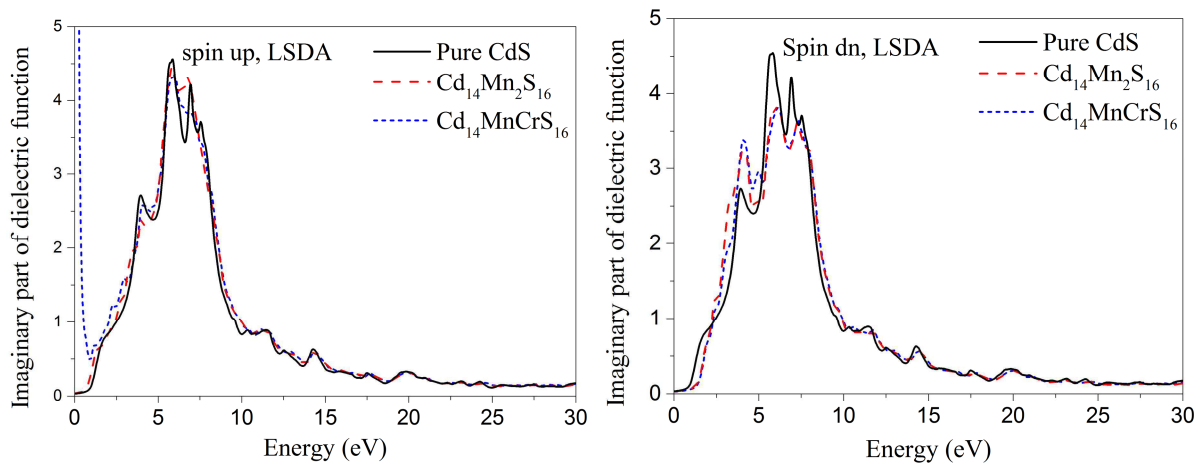 spin up, LSDA
Pure CdS
Cd14Mn2S16
Cd14MnCrS16
Imaginary part of dielectric function
5
4
3
2
1
0
0 5 10 15 20 25 30
Energy (eV)
Spin dn, LSDA
Pure CdS
Cd14Mn2S16
Cd14MnCrS16
Imaginary part of dielectric function
5
4
3
2
1
0
0 5 10 15 20 25 30
Energy (eV)